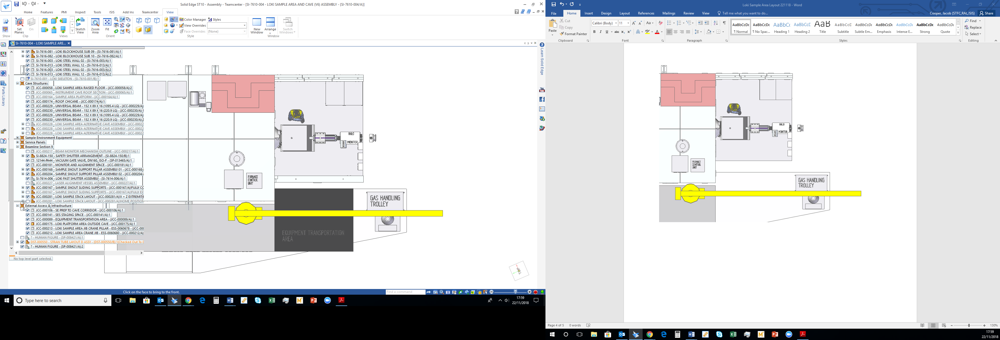 Solid Edge ST10 - Assembly - Teamcenter - [SI-7610-004 - LOKI SAMPLE AREA AND CAVE (V6) ASSEMBLY - {SI-7610-004/A}]
Home Features PMI Inspect Tools ISIS Add Ins Teamcenter View
Set Planes On Sketch View Zoom Area Fit
Color Manager Styles
View Overrides
Face Overrides (None)
New Window Arrange Switch Windows
Show Clip Views Orient Style Window
SI-7610-004 - LOKI SAMPLE ARE...
SI-7616-081 - LOKI BLOCKHOUSE SUB 09 - {SI-7616-081/A}:1
SI-7616-082 - LOKI BLOCKHOUSE SUB 10 - {SI-7616-082/A}:1
SI-7616-003 - LOKI STEEL WALL 02 - {SI-7616-003/A}:1
SI-7616-013 - LOKI STEEL WALL 12 - {SI-7616-013/A}:1
SI-7616-003 - LOKI STEEL WALL 02 - {SI-7616-003/A}:2
SI-7616-013 - LOKI STEEL WALL 12 - {SI-7616-013/A}:2
SI-7610-001 - LOKI SKELETON - {SI-7610-001/B}:1
Cave Structures
JCC-000058 - LOKI SAMPLE AREA RAISED FLOOR - {JCC-000058/A}:2
JCC-000065 - INSTRUMENT CAVE ROOF SECTION - {JCC-000065/A}:1
JCC-000164 - SAMPLE AREA PLATFORM - {JCC-000164/A}:1
JCC-000174 - ROOF CHICANE - {JCC-000174/A}:1
JCC-000229 - UNIVERSAL BEAM - 152 X 89 X 16 (1095.4 LG) - {JCC-000229/A}:
JCC-000230 - UNIVERSAL BEAM - 152 X 89 X 16 (220.9 LG) - {JCC-000230/A}:1
JCC-000229 - UNIVERSAL BEAM - 152 X 89 X 16 (1095.4 LG) - {JCC-000229/A}:
JCC-000230 - UNIVERSAL BEAM - 152 X 89 X 16 (220.9 LG) - {JCC-000230/A}:2
JCC-000228 - LOKI SAMPLE AREA ALTERNATIVE CAVE ASSEMBLY - {JCC-00022
JCC-000228 - LOKI SAMPLE AREA ALTERNATIVE CAVE ASSEMBLY - {JCC-00022
JCC-000228 - LOKI SAMPLE AREA ALTERNATIVE CAVE ASSEMBLY - {JCC-00022
Sample Environment Equipment
Service Panels
Beamline Section 9
JCC-000217 - BEAM MONITOR MECHANISM OUTLINE - {JCC-000217/A}:1
SI-8824-150 - SAFETY SHUTTER ARRANGEMENT - {SI-8824-150/B}:1
12144-PA44 - VACUUM GATE VALVE, DN160, ISO-F - {SP-013465/A}:1
JCC-000181 - MONITOR AND ALIGNMENT SPACE - {JCC-000181/A}:1
JCC-000168 - SAMPLE SNOUT SUPPORT PILLAR ASSEMBLY 01 - {JCC-000168/
JCC-000204 - SAMPLE SNOUT SUPPORT PILLAR ASSEMBLY 02 - {JCC-000204/
SI-7614-006 - LOKI FAST SHUTTER ASSEMBLY - {SI-7614-006/A}:1
JCC-000227 - LASER ALIGNMENT VESSEL ASSEMBLY - {JCC-000227/A}:1
JCC-000167 - SAMPLE SNOUT SLIDING SUPPORTS - {JCC-000167/A}!FULLY CC
JCC-000167 - SAMPLE SNOUT SLIDING SUPPORTS - {JCC-000167/A}!FULLY EX
JCC-000281 - LOKI SAMPLE STACK LAYOUT - {JCC-000281/A}!X + Z EXTREMITIE
JCC-000281 - LOKI SAMPLE STACK LAYOUT - {JCC-000281/A}!HOME POSITION
External Access & Infrastructure
JCC-000106 - SE PREP TO CAVE CORRIDOR - {JCC-000106/A}:1
JCC-000141 - SES STAGING SPACE - {JCC-000141/A}:1
JCC-000089 - EQUIPMENT TRANSPORTATION AREA - {JCC-000089/A}:1
JCC-000175 - LOKI PLATFORM AREA OUTSIDE CAVE - {JCC-000175/A}:1
JCC-000213 - LOKI SAMPLE AREA JIB CRANE PILLAR - ESS-0060678 - {JCC-00
JCC-000212 - LOKI SAMPLE AREA CRANE JIB - ESS-0060680 - {JCC-000212/A}
? - HUMAN FIGURE - {SP-008421/A}:1
DST-000550 - STRAW TUBE LAYOUT D ASSY - {DST-000550/B}:1(Checked Out To D
? - HUMAN FIGURE - {SP-008421/A}:2
No top level part selected.
Parts Library
Learn Solid Edge
HALO
MONITOR
FURNACE
CONTROL
UNIT
GAS HANDLING
TROLLEY
EQUIPMENT TRANSPORTATION
AREA
TOP
Click on the face to bring to the front.
Find a command
Type here to search
17:59
22/11/2018
Loki Sample Area Layout 221118 - Word
File Home Insert Design Layout References Mailings Review View Tell me what you want to do...
Cooper, Jacob (STFC,RAL,ISIS) Share
Paste Cut Copy Format Painter
Calibri (Body) 11
AaBbCcDc AaBbCcDc AaBbCc AaBbCcD AaB AaBbCcD AaBbCcDc AaBbCcDc AaBbCcDc AaBbCcDc AaBbCcDc
¶ Normal ¶ No Spac... Heading 1 Heading 2 Title Subtitle Subtle Em... Emphasis Intense E... Strong Quote
Find
Replace
Select
Clipboard Font Paragraph Styles Editing
HALO
MONITOR
FURNACE
CONTROL
UNIT
GAS HANDLING
TROLLEY
Page 4 of 5 0 words
130%
17:59
22/11/2018